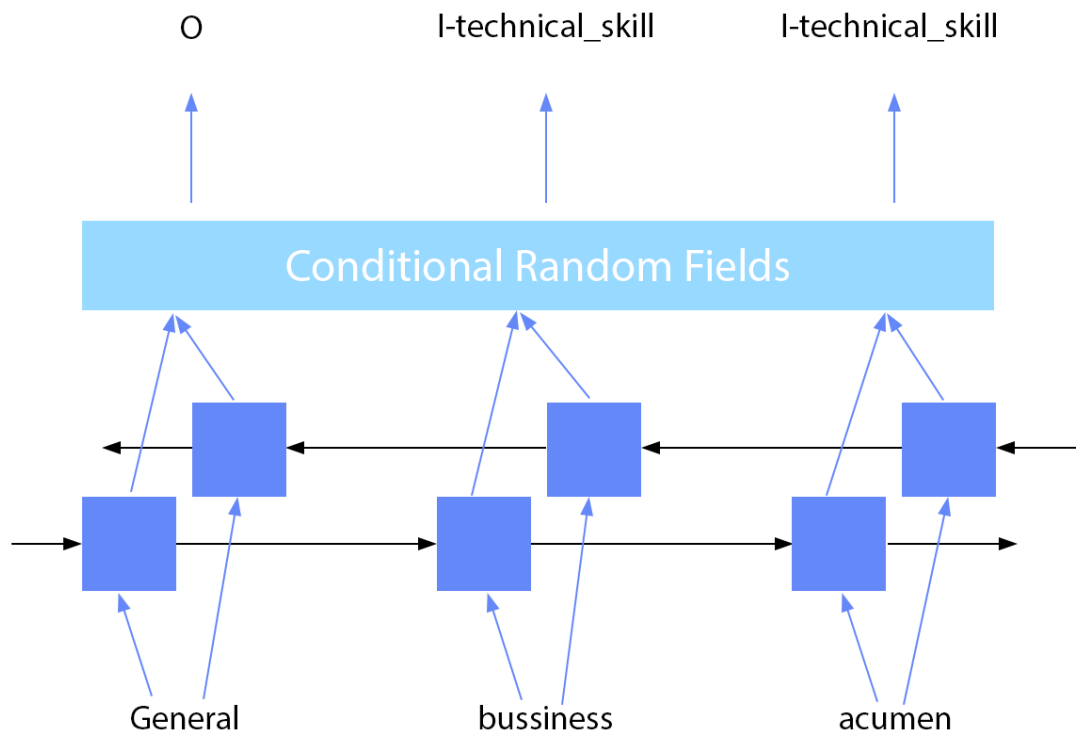 O I-technical_skill I-technical_skill
Conditional Random Fields
General bussiness acumen